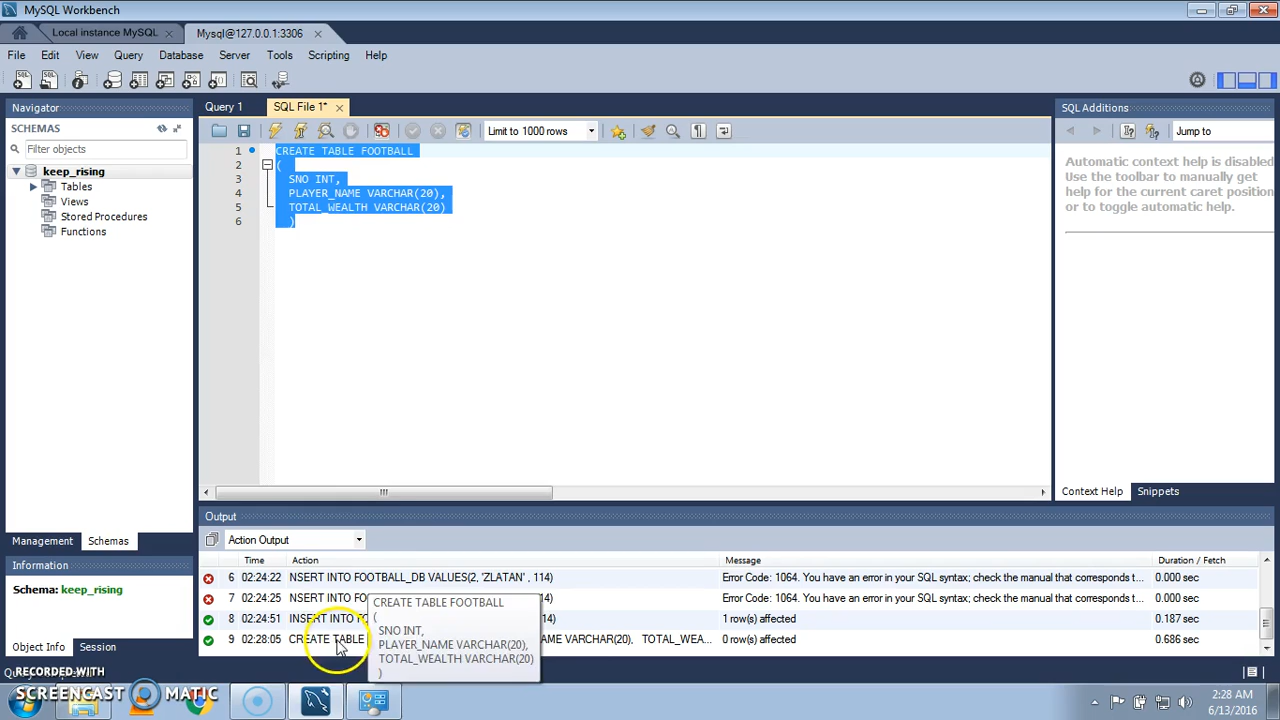 MySQL Workbench
Local instance MySQL
Mysql@127.0.0.1:3306
File Edit View Query Database Server Tools Scripting Help
Navigator
SCHEMAS
Filter objects
keep_rising
Tables
Views
Stored Procedures
Functions
Management Schemas
Information
Schema: keep_rising
Object Info Session
Query 1
SQL File 1*
Limit to 1000 rows
1 CREATE TABLE FOOTBALL
2 (
3 SNO INT,
4 PLAYER_NAME VARCHAR(20),
5 TOTAL_WEALTH VARCHAR(20)
6 )
SQL Additions
Jump to
Automatic context help is disabled.
Use the toolbar to manually get
help for the current caret position
or to toggle automatic help.
Context Help Snippets
Output
Action Output
Time Action Message Duration / Fetch
6 02:24:22 NSERT INTO FOOTBALL_DB VALUES(2, 'ZLATAN' , 114) Error Code: 1064. You have an error in your SQL syntax; check the manual that corresponds t... 0.000 sec
7 02:24:25 NSERT INTO FO 114) Error Code: 1064. You have an error in your SQL syntax; check the manual that corresponds t... 0.000 sec
8 02:24:51 INSERT INTO FO 114) 1 row(s) affected 0.187 sec
9 02:28:05 CREATE TABLE NAME VARCHAR(20), TOTAL_WEA... 0 row(s) affected 0.686 sec
CREATE TABLE FOOTBALL
(
SNO INT,
PLAYER_NAME VARCHAR(20),
TOTAL_WEALTH VARCHAR(20)
)
RECORDED WITH
SCREENCAST MATIC
2:28 AM
6/13/2016